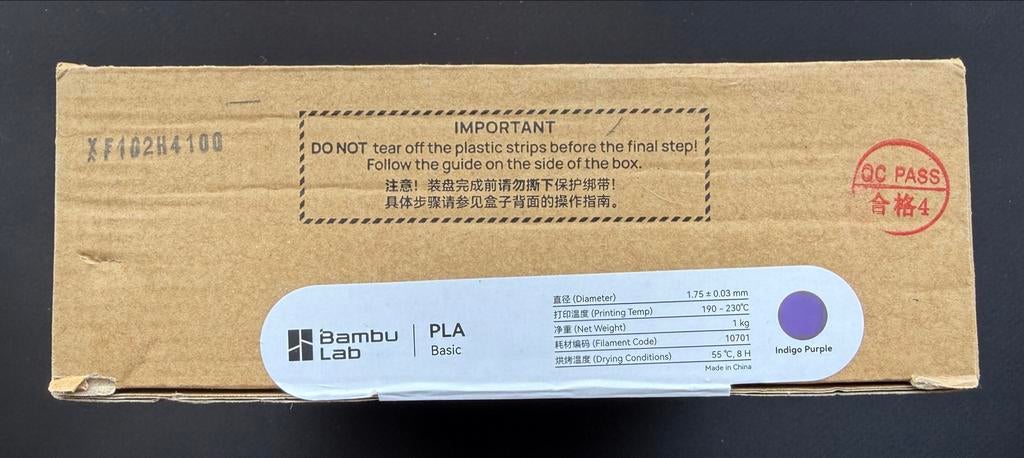 XF102H4100
IMPORTANT
DO NOT tear off the plastic strips before the final step!
Follow the guide on the side of the box.
注意！装盘完成前请勿撕下保护绑带！
具体步骤请参见盒子背面的操作指南。
QC PASS
合格4
Bambu Lab
PLA
Basic
直径 (Diameter) 1.75 ± 0.03 mm
打印温度 (Printing Temp) 190 - 230℃
净重 (Net Weight) 1 kg
耗材编码 (Filament Code) 10701
烘烤温度 (Drying Conditions) 55 ℃, 8 H
Made in China
Indigo Purple